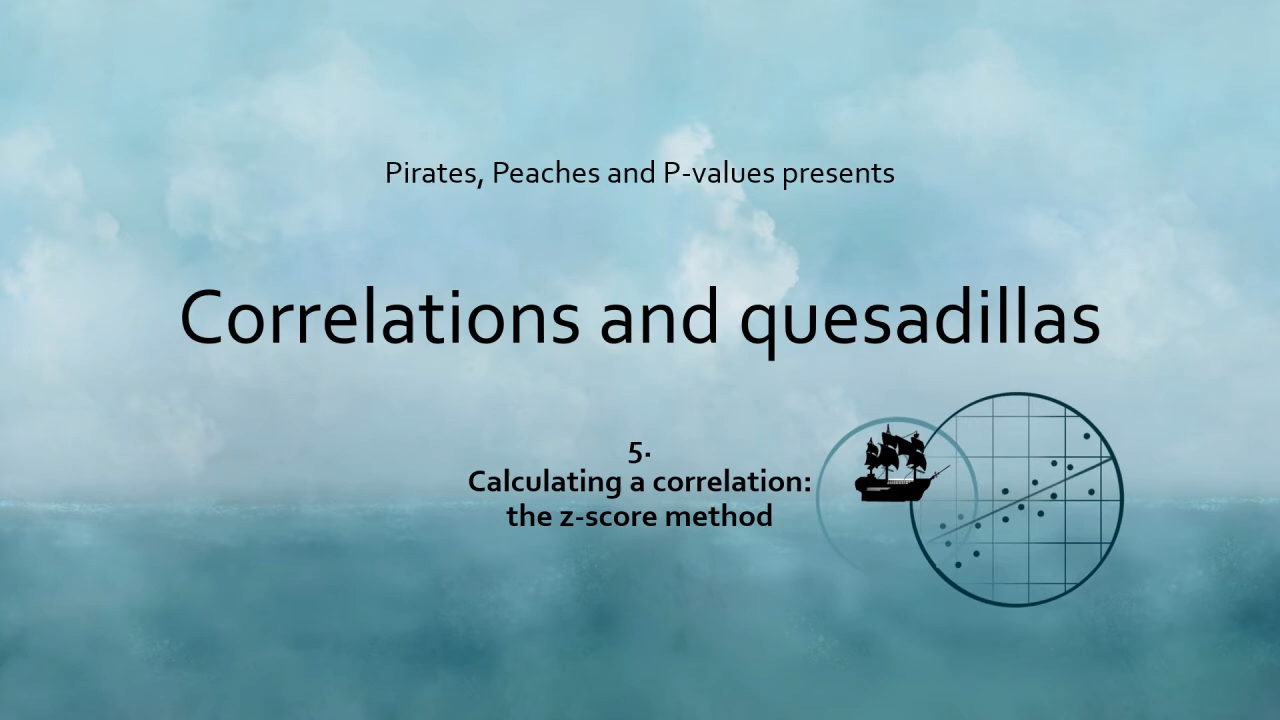 Pirates, Peaches and P-values presents
Correlations and quesadillas
5.
Calculating a correlation:
the z-score method